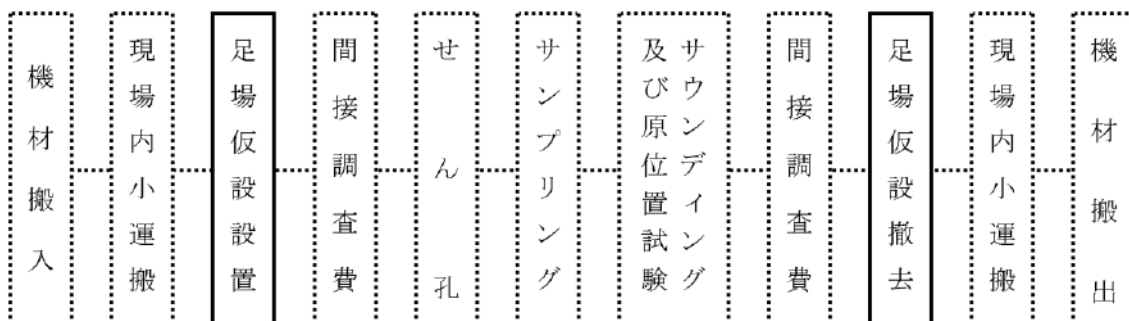 機材搬入
現場内小運搬
足場仮設設置
間接調査費
せん孔
サンプリング
サウンディング
及び原位置試験
間接調査費
足場仮設撤去
現場内小運搬
機材搬出